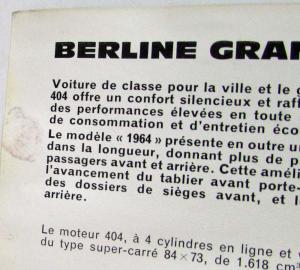 BERLINE GRAN
Voiture de classe pour la ville et le g
404 offre un confort silencieux et raff
des performances élevées en toute
de consommation et d'entretien éco
Le modèle « 1964 » présente en outre un
dans la longueur, donnant plus de p
passagers avant et arrière. Cette améli
l'avancement du tablier avant porte-
des dossiers de sièges avant, et l
arrière.
Le moteur 404, à 4 cylindres en ligne et v
du type super-carré 84×73, de 1.618 cm³